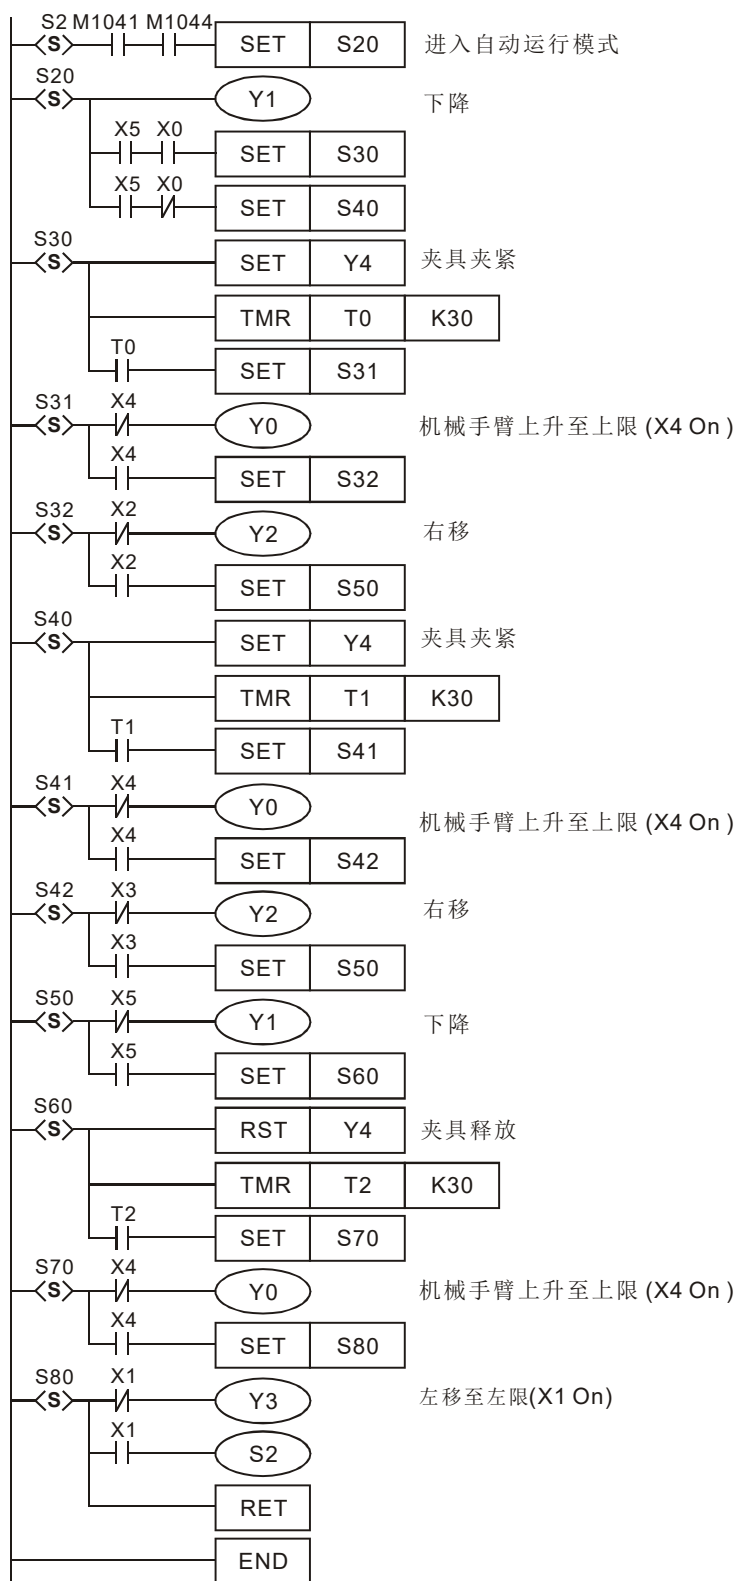 S2 M1041 M1044
S SET S20 进入自动运行模式
S20
S Y1 下降
X5 X0
SET S30
X5 X0
SET S40
S30
S SET Y4 夹具夹紧
TMR T0 K30
T0
SET S31
S31 X4
S Y0 机械手臂上升至上限 (X4 On )
X4
SET S32
S32 X2
S Y2 右移
X2
SET S50
S40
S SET Y4 夹具夹紧
TMR T1 K30
T1
SET S41
S41 X4
S Y0 机械手臂上升至上限 (X4 On )
X4
SET S42
S42 X3
S Y2 右移
X3
SET S50
S50 X5
S Y1 下降
X5
SET S60
S60
S RST Y4 夹具释放
TMR T2 K30
T2
SET S70
S70 X4
S Y0 机械手臂上升至上限 (X4 On )
X4
SET S80
S80 X1
S Y3 左移至左限(X1 On)
X1
S2
RET
END